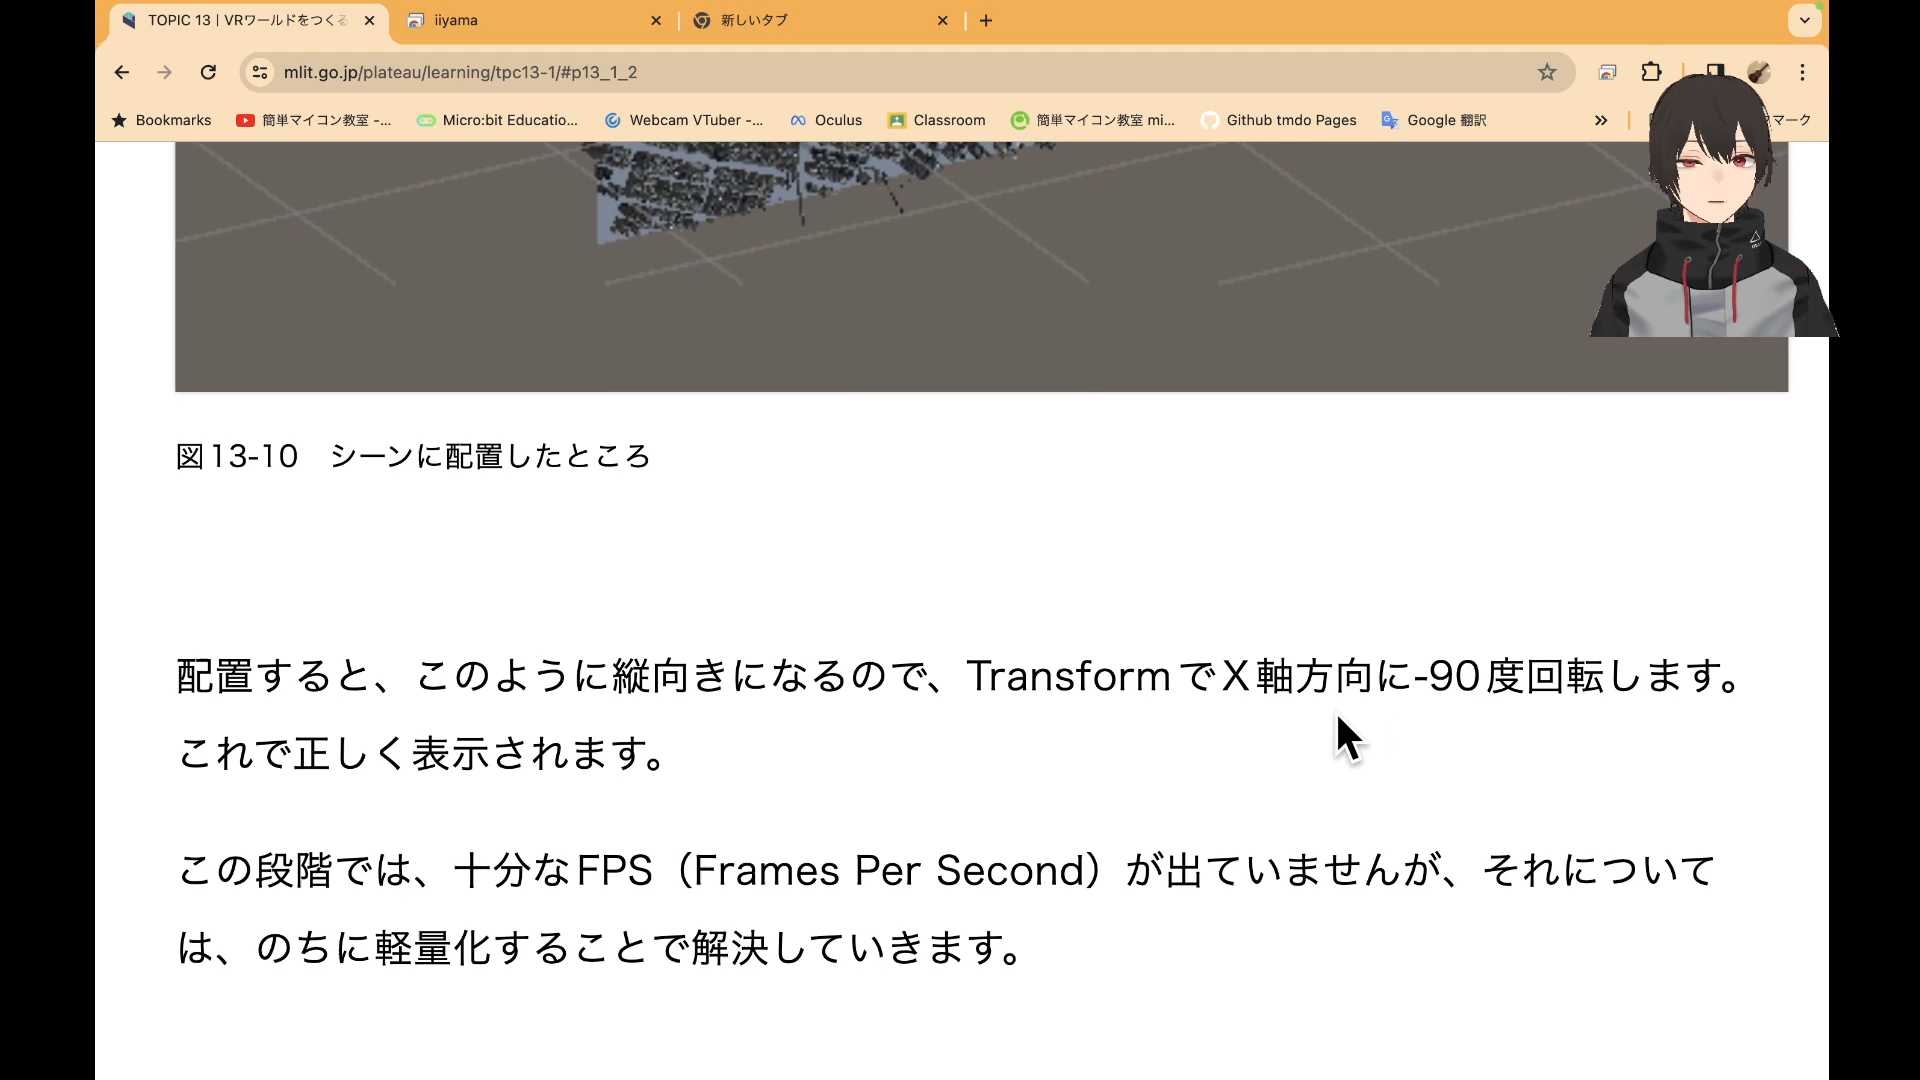 TOPIC 13 | VRワールドをつくる
iiyama
新しいタブ
mlit.go.jp/plateau/learning/tpc13-1/#p13_1_2
Bookmarks
簡単マイコン教室 -...
Micro:bit Educatio...
Webcam VTuber -...
Oculus
Classroom
簡単マイコン教室 mi...
Github tmdo Pages
Google 翻訳
マーク
図13-10　シーンに配置したところ
配置すると、このように縦向きになるので、TransformでX軸方向に-90度回転します。
これで正しく表示されます。
この段階では、十分なFPS（Frames Per Second）が出ていませんが、それについて
は、のちに軽量化することで解決していきます。